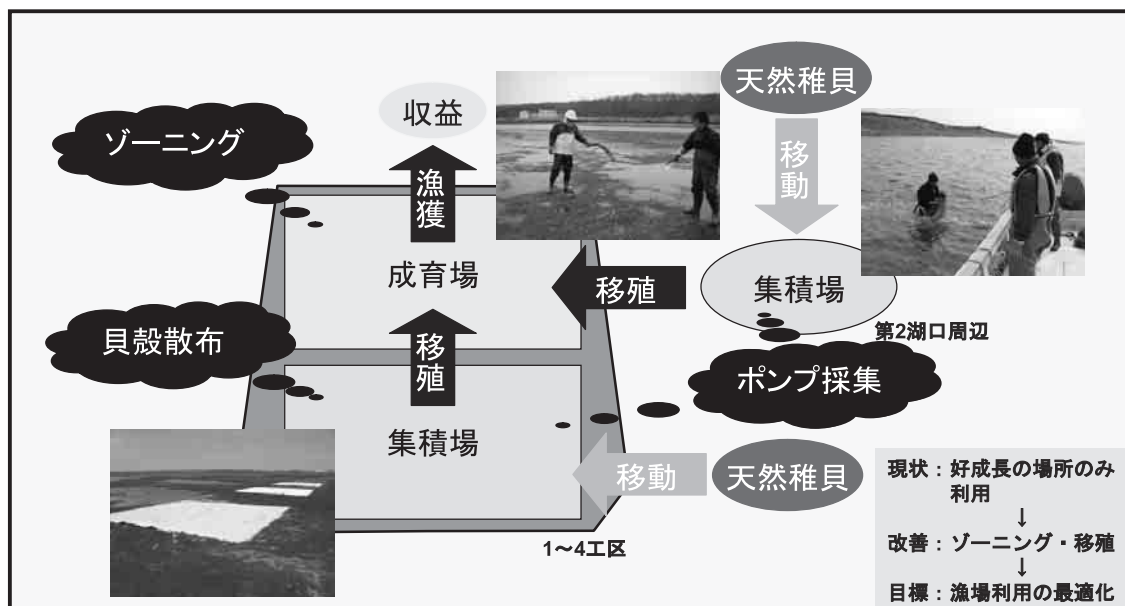 天然稚貝
収益
ゾーニング
移動
漁獲
成育場
移殖
集積場
第2湖口周辺
貝殻散布
移殖
ポンプ採集
集積場
移動
天然稚貝
1～4工区
現状：好成長の場所のみ
利用
↓
改善：ゾーニング・移殖
↓
目標：漁場利用の最適化